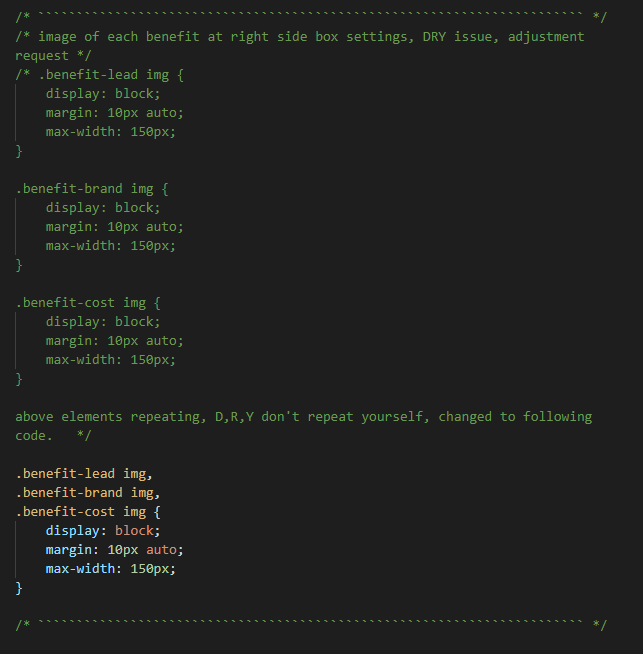 /* ``````````````````````````````````````````````````````````````````````` */
/* image of each benefit at right side box settings, DRY issue, adjustment
request */
/* .benefit-lead img {
    display: block;
    margin: 10px auto;
    max-width: 150px;
}

.benefit-brand img {
    display: block;
    margin: 10px auto;
    max-width: 150px;
}

.benefit-cost img {
    display: block;
    margin: 10px auto;
    max-width: 150px;
}

above elements repeating, D,R,Y don't repeat yourself, changed to following
code.   */

.benefit-lead img,
.benefit-brand img,
.benefit-cost img {
    display: block;
    margin: 10px auto;
    max-width: 150px;
}

/* ``````````````````````````````````````````````````````````````````````` */